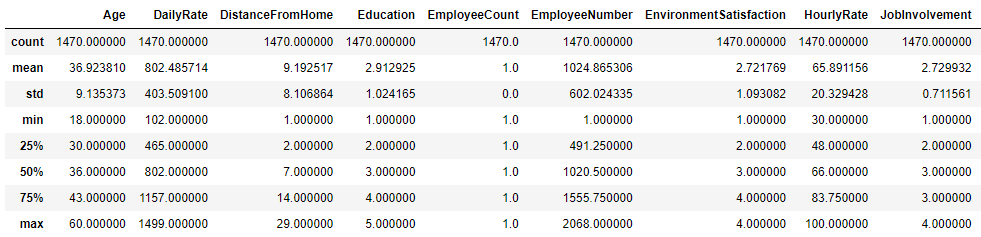 Age DailyRate DistanceFromHome Education EmployeeCount EmployeeNumber EnvironmentSatisfaction HourlyRate JobInvolvement
count 1470.000000 1470.000000 1470.000000 1470.000000 1470.0 1470.000000 1470.000000 1470.000000 1470.000000
mean 36.923810 802.485714 9.192517 2.912925 1.0 1024.865306 2.721769 65.891156 2.729932
std 9.135373 403.509100 8.106864 1.024165 0.0 602.024335 1.093082 20.329428 0.711561
min 18.000000 102.000000 1.000000 1.000000 1.0 1.000000 1.000000 30.000000 1.000000
25% 30.000000 465.000000 2.000000 2.000000 1.0 491.250000 2.000000 48.000000 2.000000
50% 36.000000 802.000000 7.000000 3.000000 1.0 1020.500000 3.000000 66.000000 3.000000
75% 43.000000 1157.000000 14.000000 4.000000 1.0 1555.750000 4.000000 83.750000 3.000000
max 60.000000 1499.000000 29.000000 5.000000 1.0 2068.000000 4.000000 100.000000 4.000000